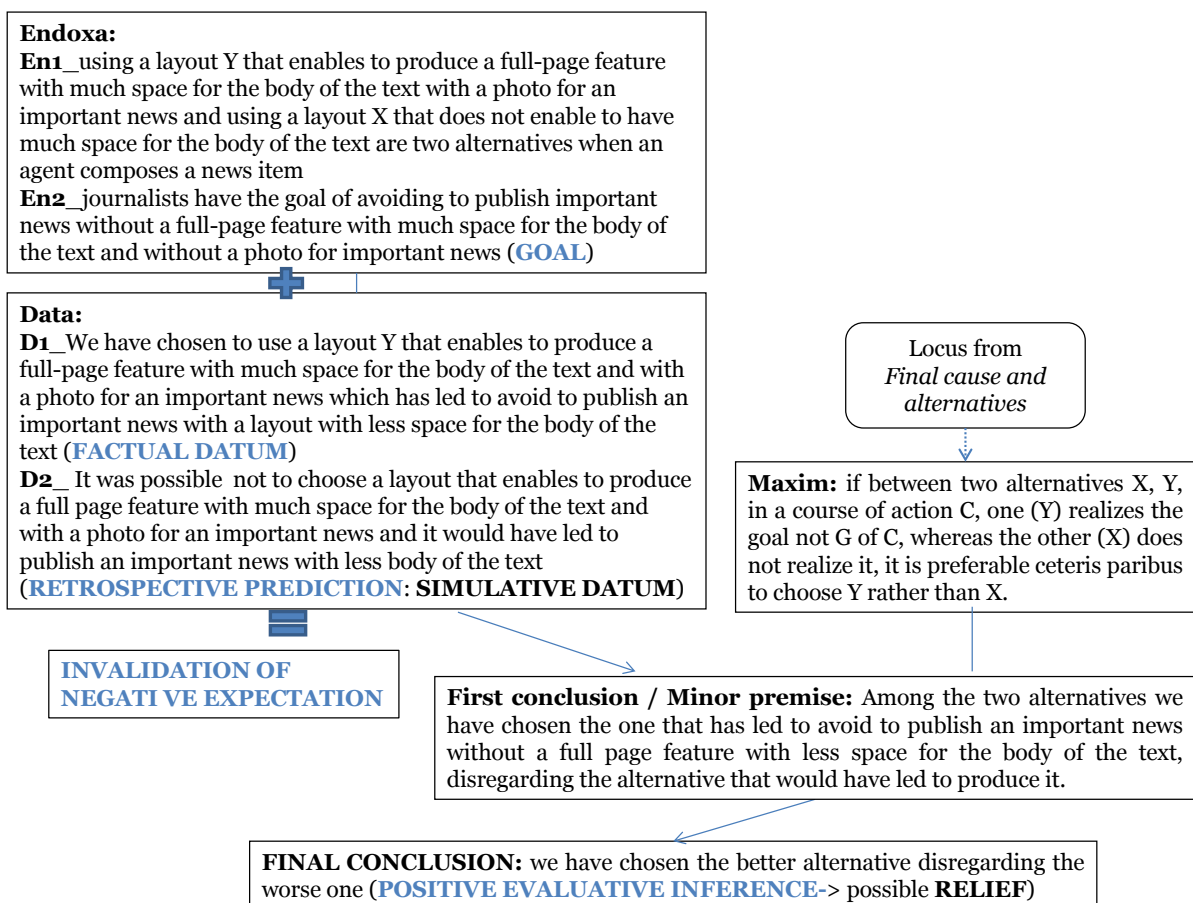 Endoxa:
En1_using a layout Y that enables to produce a full-page feature
with much space for the body of the text with a photo for an
important news and using a layout X that does not enable to have
much space for the body of the text are two alternatives when an
agent composes a news item
En2_journalists have the goal of avoiding to publish important
news without a full-page feature with much space for the body of
the text and without a photo for important news (GOAL)
Data:
D1_We have chosen to use a layout Y that enables to produce a
full-page feature with much space for the body of the text and with
a photo for an important news which has led to avoid to publish an
important news with a layout with less space for the body of the
text (FACTUAL DATUM)
D2_ It was possible not to choose a layout that enables to produce
a full page feature with much space for the body of the text and
with a photo for an important news and it would have led to
publish an important news with less body of the text
(RETROSPECTIVE PREDICTION: SIMULATIVE DATUM)
Locus from
Final cause and
alternatives
Maxim: if between two alternatives X, Y,
in a course of action C, one (Y) realizes the
goal not G of C, whereas the other (X) does
not realize it, it is preferable ceteris paribus
to choose Y rather than X.
INVALIDATION OF
NEGATI VE EXPECTATION
First conclusion / Minor premise: Among the two alternatives we
have chosen the one that has led to avoid to publish an important news
without a full page feature with less space for the body of the text,
disregarding the alternative that would have led to produce it.
FINAL CONCLUSION: we have chosen the better alternative disregarding the
worse one (POSITIVE EVALUATIVE INFERENCE-> possible RELIEF)